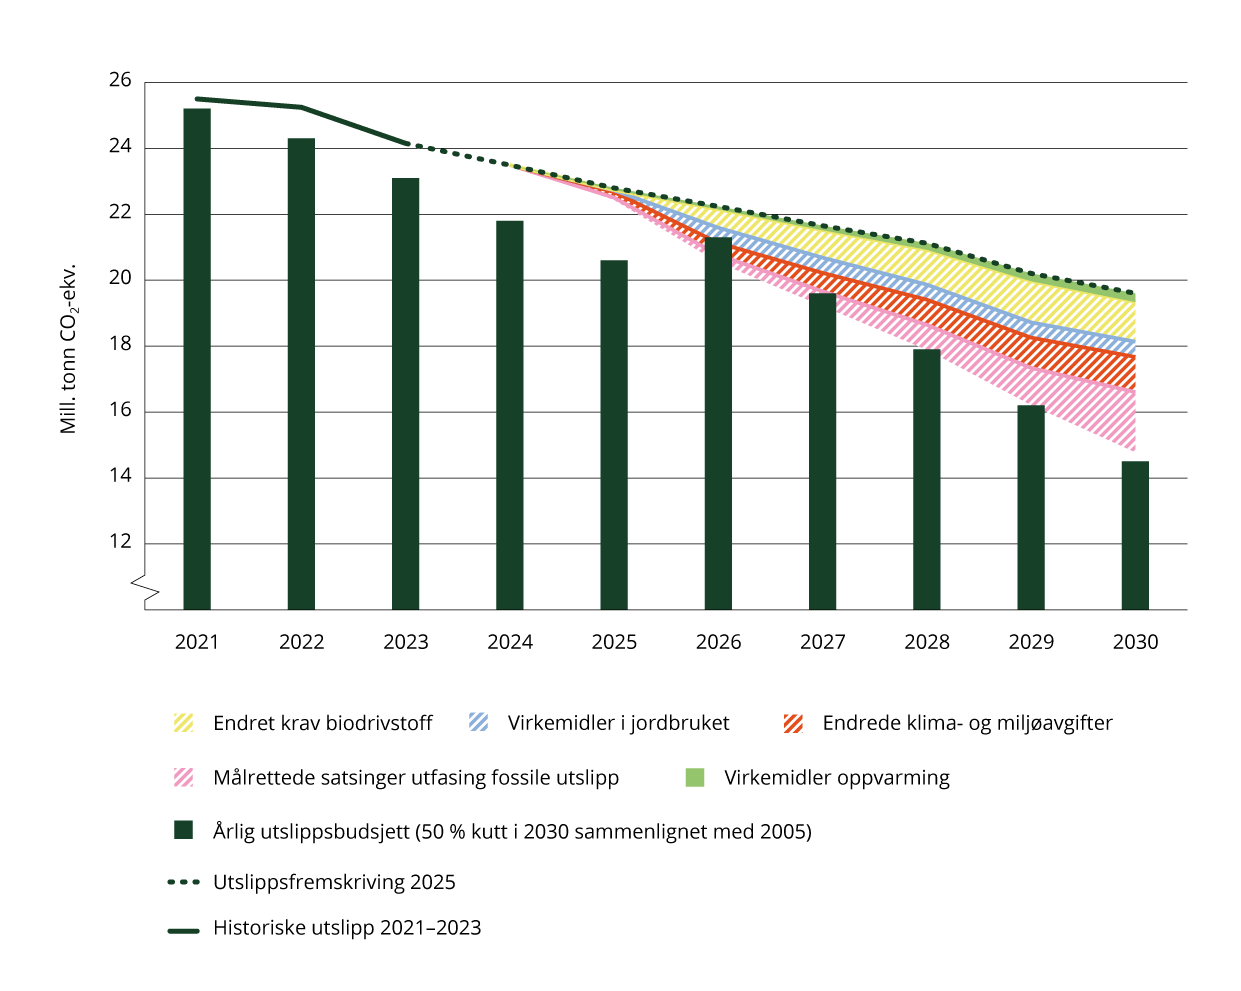 26
24
22
20
18
16
14
12
Mill. tonn CO₂-ekv.
2021 2022 2023 2024 2025 2026 2027 2028 2029 2030
Endret krav biodrivstoff Virkemidler i jordbruket Endrede klima- og miljøavgifter
Målrettede satsinger utfasing fossile utslipp Virkemidler oppvarming
Årlig utslippsbudsjett (50 % kutt i 2030 sammenlignet med 2005)
Utslippsfremskriving 2025
Historiske utslipp 2021–2023